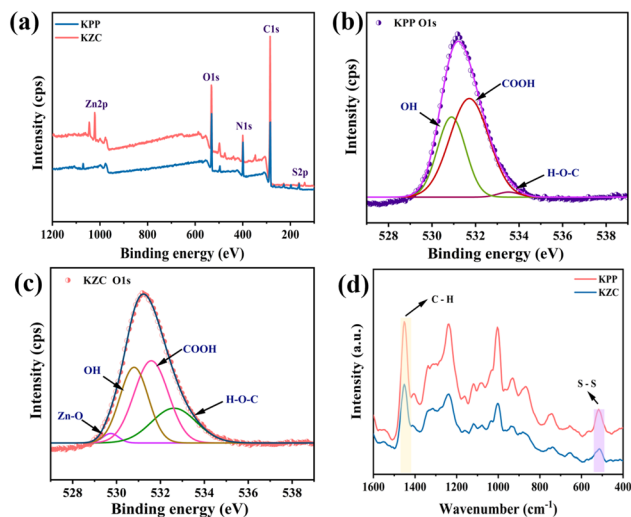 (a)
KPP
KZC
C1s
O1s
Zn2p
N1s
S2p
Intensity (cps)
1200 1000 800 600 400 200
Binding energy (eV)
(b)
KPP O1s
COOH
OH
H-O-C
Intensity (cps)
528 530 532 534 536 538
Binding energy (eV)
(c)
KZC O1s
COOH
OH
H-O-C
Zn-O
Intensity (cps)
528 530 532 534 536 538
Binding energy (eV)
(d)
KPP
KZC
C - H
S - S
Intensity (a.u.)
1600 1400 1200 1000 800 600 400
Wavenumber (cm⁻¹)